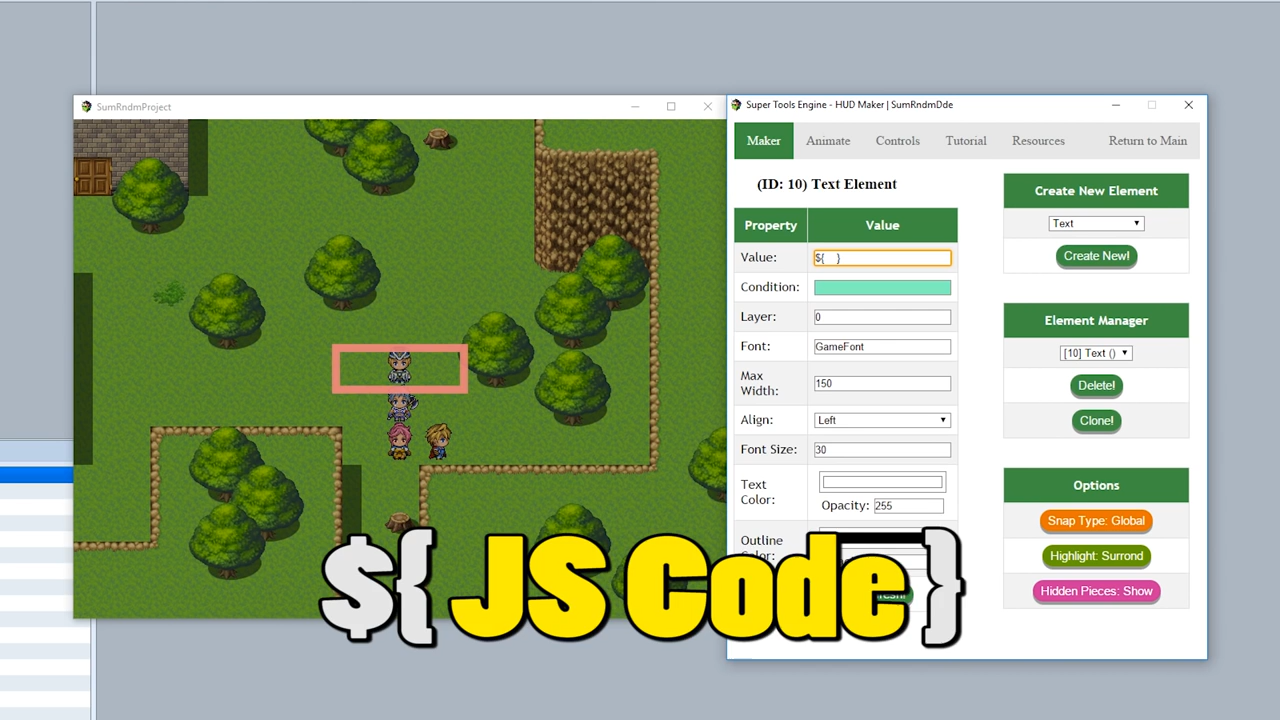 SumRndmProject
Super Tools Engine - HUD Maker | SumRndmDde
Maker Animate Controls Tutorial Resources Return to Main
(ID: 10) Text Element
Property Value
Value: ${ }
Condition:
Layer: 0
Font: GameFont
Max Width: 150
Align: Left
Font Size: 30
Text Color:
Opacity: 255
Outline
Create New Element
Text
Create New!
Element Manager
[10] Text ()
Delete!
Clone!
Options
Snap Type: Global
Highlight: Surrond
Hidden Pieces: Show
${ JS Code }